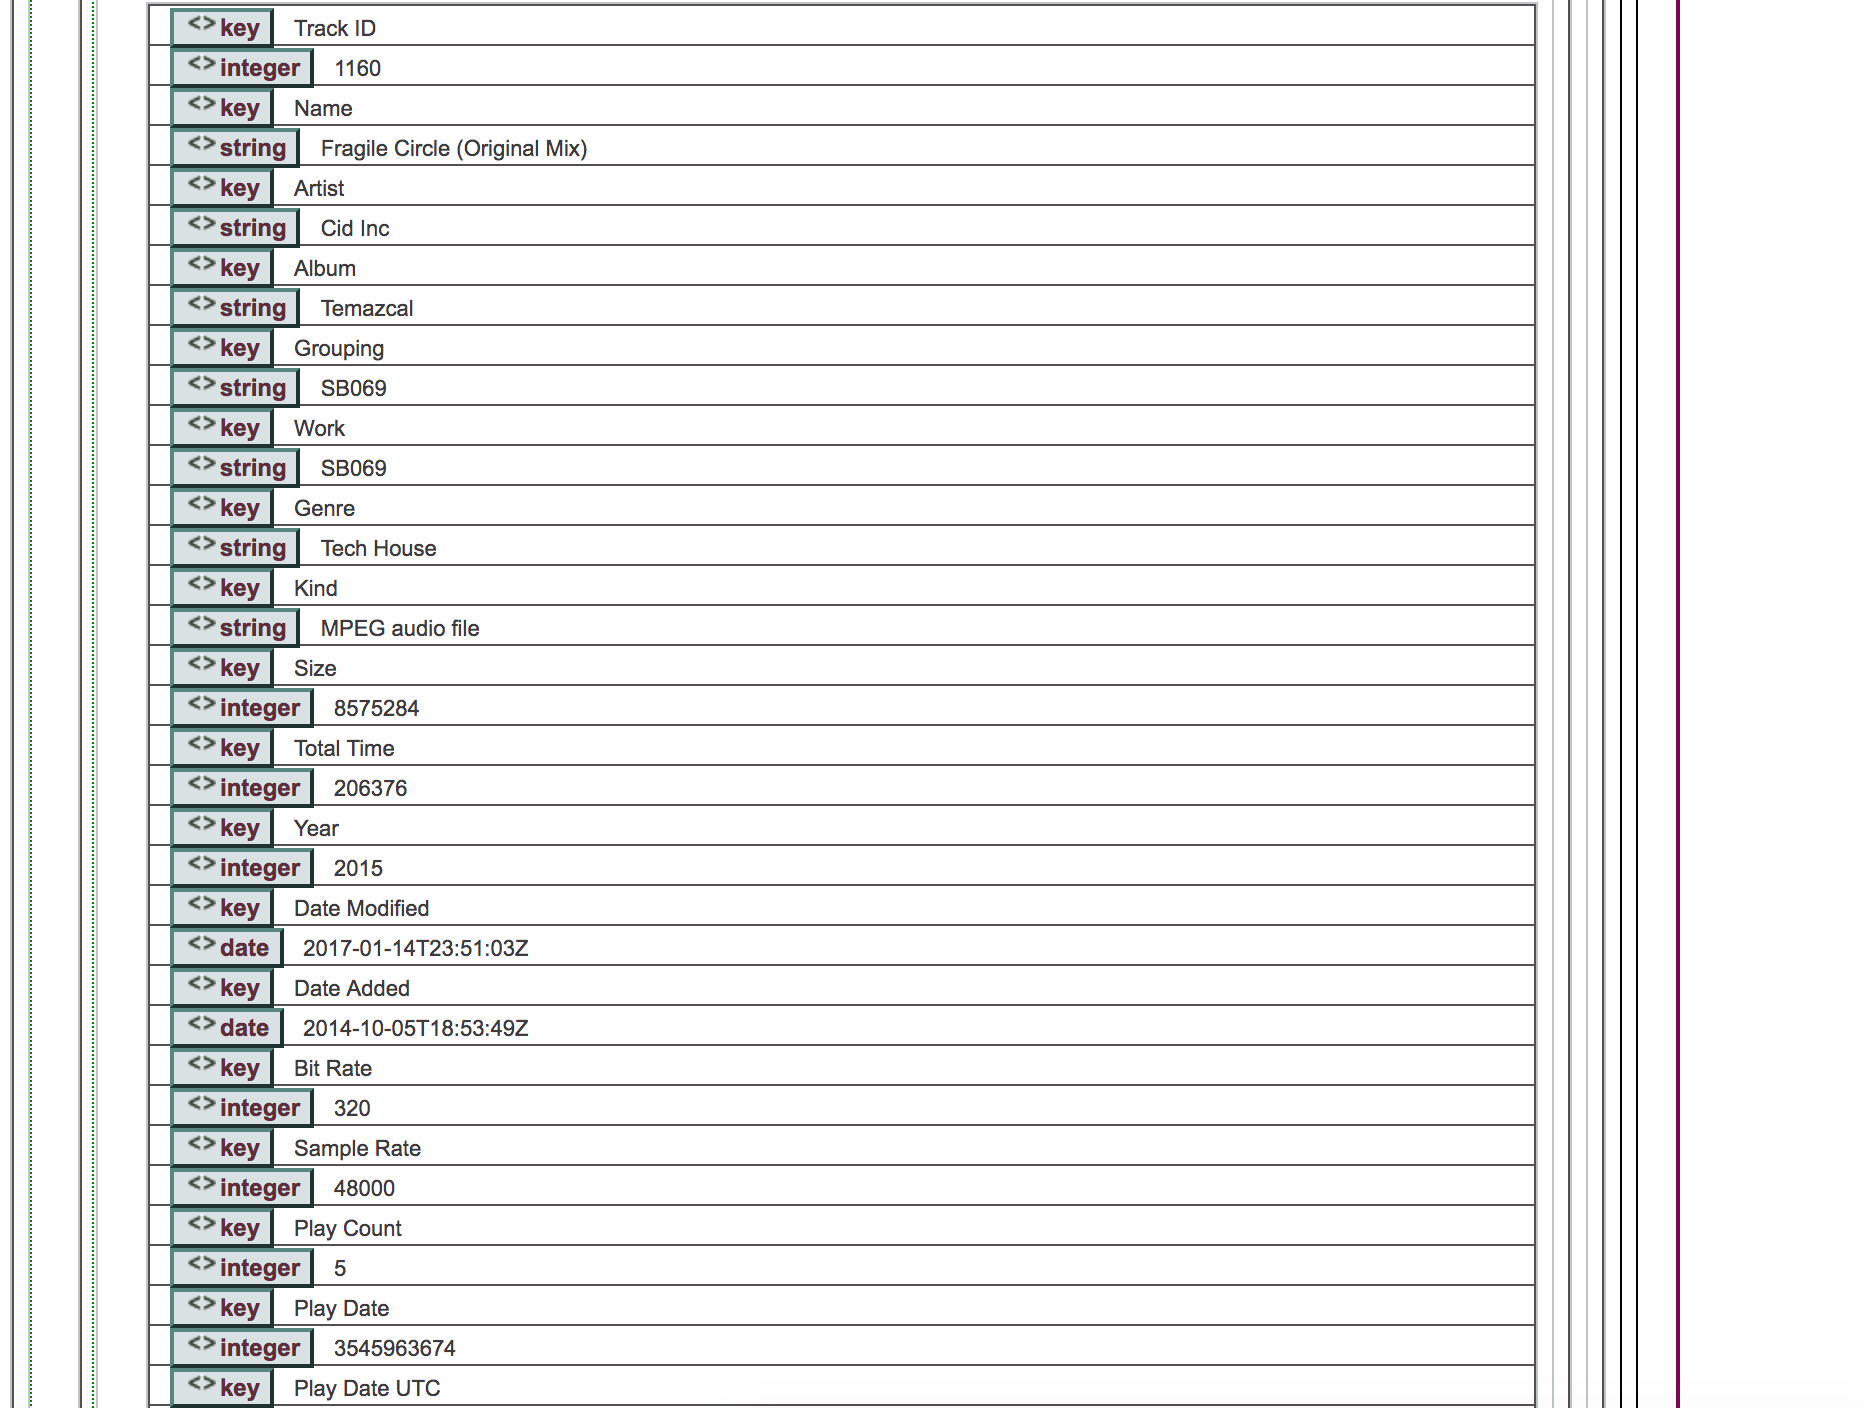 <> key Track ID
<> integer 1160
<> key Name
<> string Fragile Circle (Original Mix)
<> key Artist
<> string Cid Inc
<> key Album
<> string Temazcal
<> key Grouping
<> string SB069
<> key Work
<> string SB069
<> key Genre
<> string Tech House
<> key Kind
<> string MPEG audio file
<> key Size
<> integer 8575284
<> key Total Time
<> integer 206376
<> key Year
<> integer 2015
<> key Date Modified
<> date 2017-01-14T23:51:03Z
<> key Date Added
<> date 2014-10-05T18:53:49Z
<> key Bit Rate
<> integer 320
<> key Sample Rate
<> integer 48000
<> key Play Count
<> integer 5
<> key Play Date
<> integer 3545963674
<> key Play Date UTC